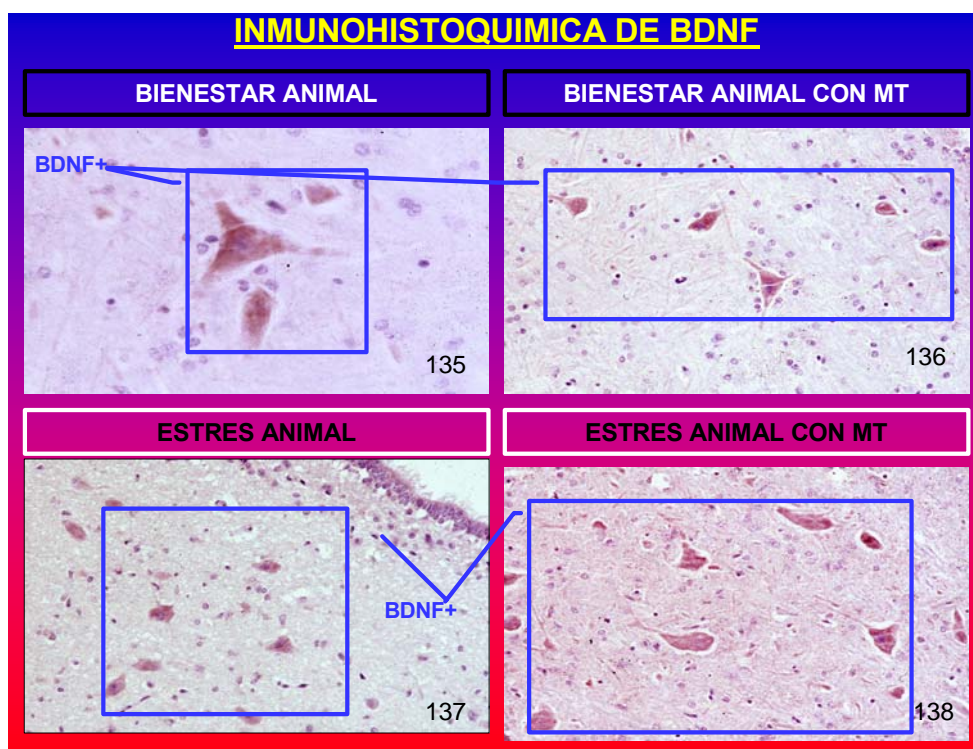 INMUNOHISTOQUIMICA DE BDNF
BIENESTAR ANIMAL
BIENESTAR ANIMAL CON MT
BDNF+
135
136
ESTRES ANIMAL
ESTRES ANIMAL CON MT
BDNF+
137
138